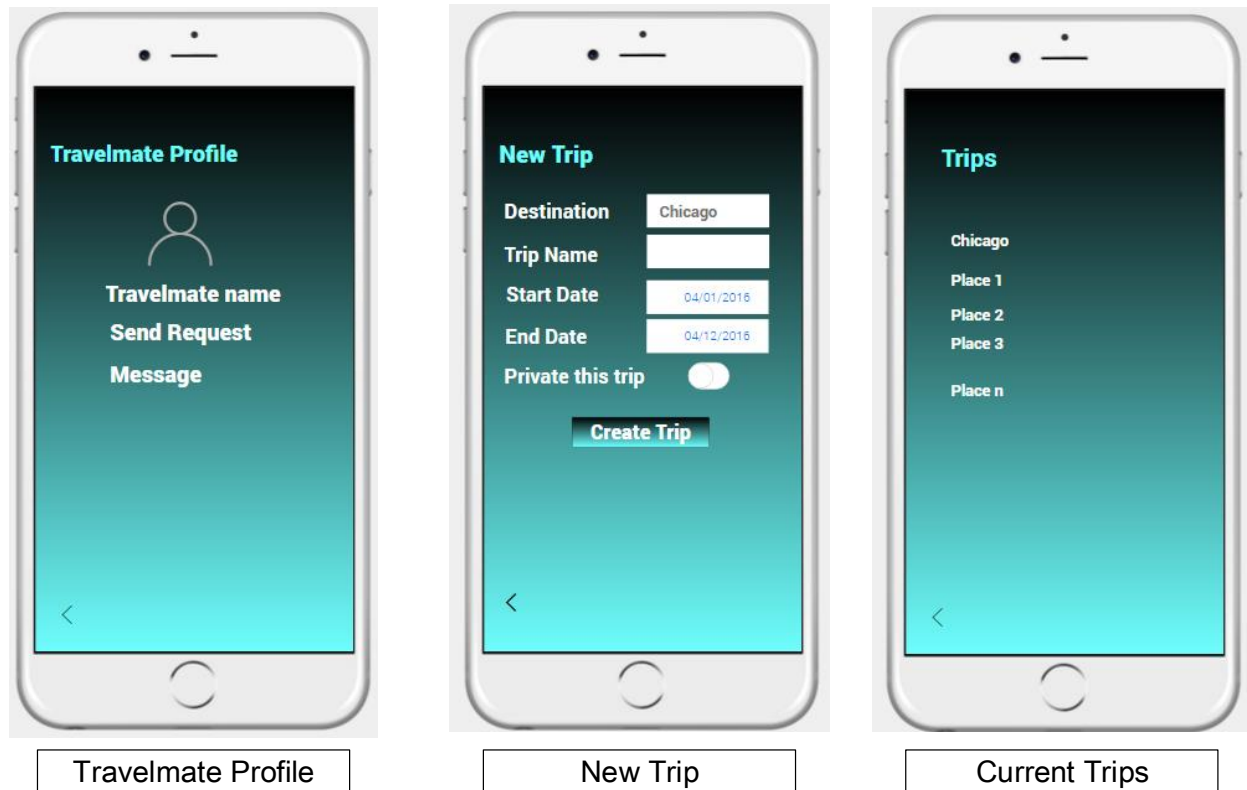 Travelmate Profile
Travelmate name
Send Request
Message
Travelmate Profile
New Trip
Destination Chicago
Trip Name
Start Date 04/01/2016
End Date 04/12/2016
Private this trip
Create Trip
New Trip
Trips
Chicago
Place 1
Place 2
Place 3
Place n
Current Trips